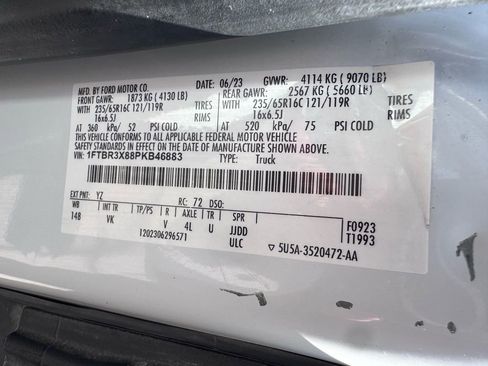 MFD. BY FORD MOTOR CO. DATE: 06/23 GVWR: 4114 KG ( 9070 LB)
FRONT GAWR: 1873 KG ( 4130 LB) REAR GAWR: 2567 KG ( 5660 LB)
WITH 235/65R16C 121/119R TIRES WITH 235/65R16C 121/119R TIRES
16x6.5J RIMS 16x6.5J RIMS
AT 360 kPa/ 52 PSI COLD AT 520 kPa/ 75 PSI COLD
THIS VEHICLE CONFORMS TO ALL APPLICABLE FEDERAL MOTOR VEHICLE
SAFETY STANDARDS IN EFFECT ON THE DATE OF MANUFACTURE SHOWN ABOVE.
VIN: 1FTBR3X88PKB46883 TYPE: Truck
EXT PNT: YZ RC: 72 DSO:
WB INT TR TP/PS R AXLE TR SPR
148 VK V 4L U JJDD F0923
ULC T1993
1202306296571 5U5A-3520472-AA